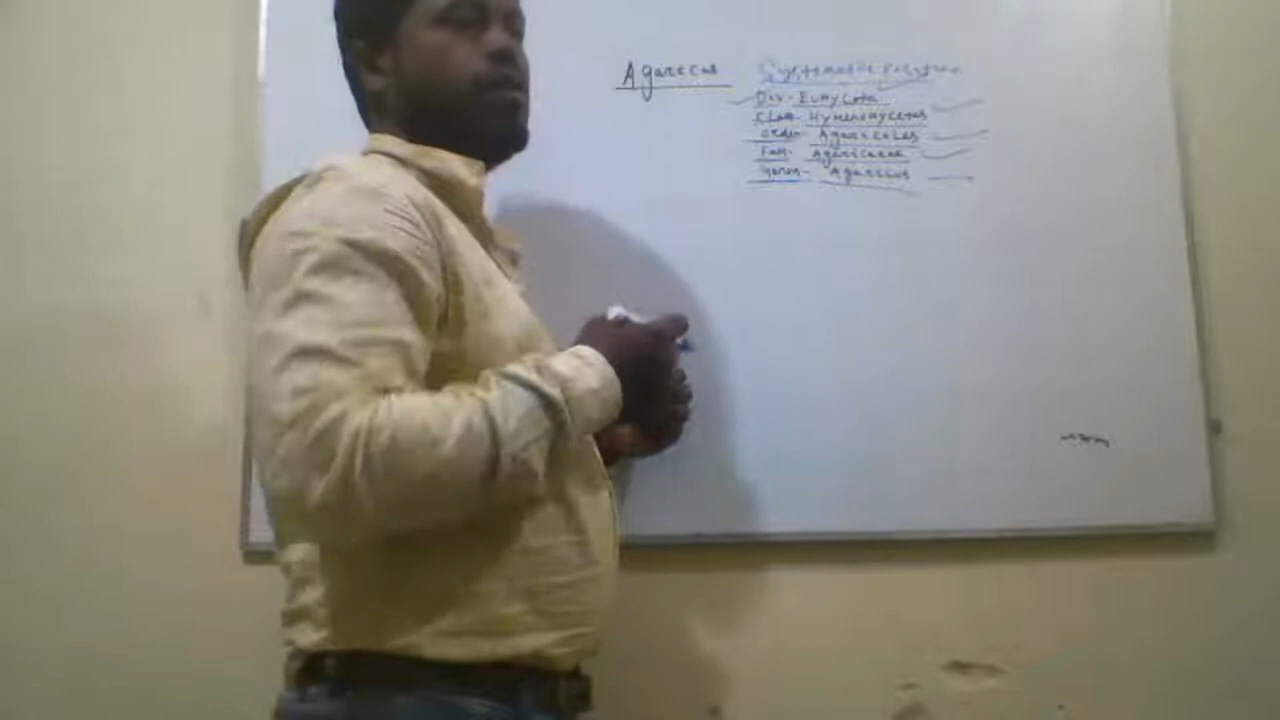 Agaricus Systematic Position
Div- Eumycota
Class- Hymenomycetes
Order- Agaricales
Fam- Agaricaceae
Genus- Agaricus